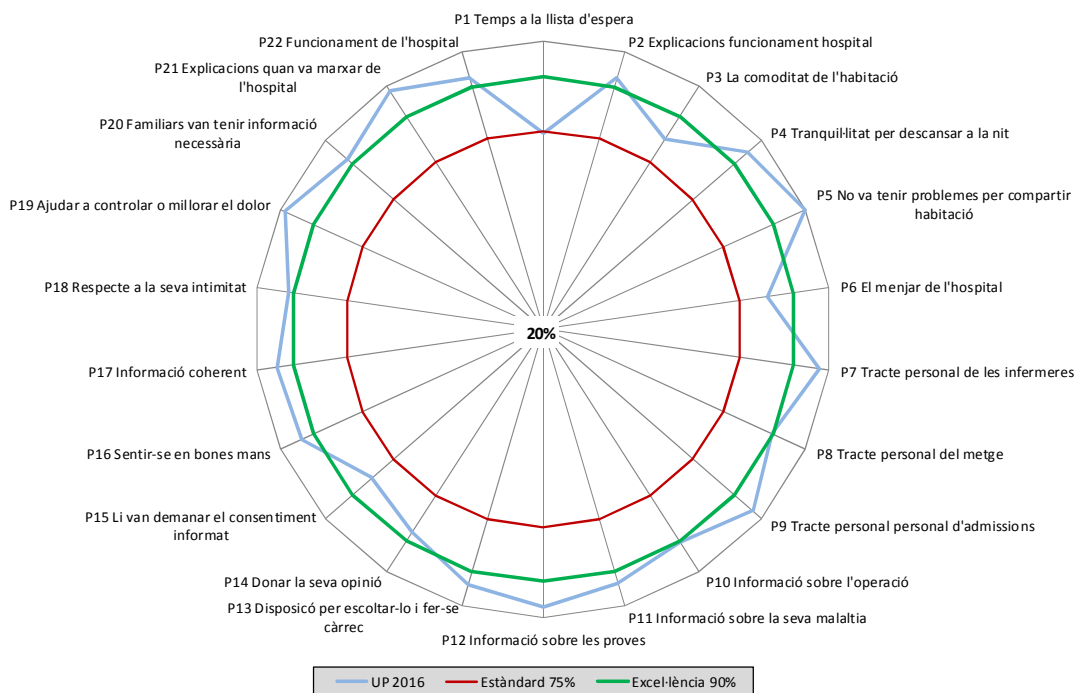 P1 Temps a la llista d'espera
P2 Explicacions funcionament hospital
P3 La comoditat de l'habitació
P4 Tranquil·litat per descansar a la nit
P5 No va tenir problemes per compartir
habitació
P6 El menjar de l'hospital
P7 Tracte personal de les infermeres
P8 Tracte personal del metge
P9 Tracte personal personal d'admissions
P10 Informació sobre l'operació
P11 Informació sobre la seva malaltia
P12 Informació sobre les proves
P13 Disposicó per escoltar-lo i fer-se
càrrec
P14 Donar la seva opinió
P15 Li van demanar el consentiment
informat
P16 Sentir-se en bones mans
P17 Informació coherent
P18 Respecte a la seva intimitat
P19 Ajudar a controlar o millorar el dolor
P20 Familiars van tenir informació
necessària
P21 Explicacions quan va marxar de
l'hospital
P22 Funcionament de l'hospital
20%
UP 2016
Estàndard 75%
Excel·lència 90%